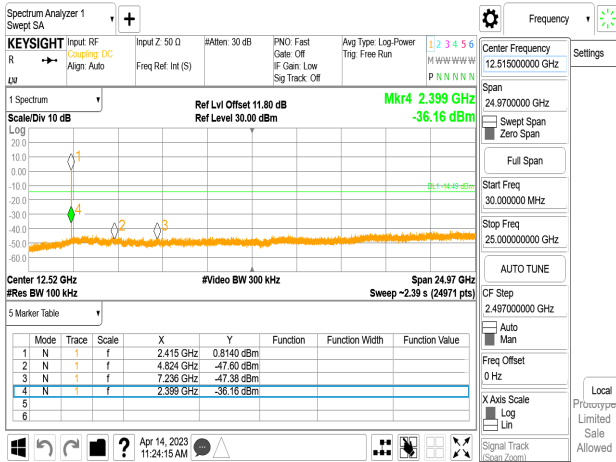 Spectrum Analyzer 1
Swept SA
Frequency
KEYSIGHT
R
Input: RF
Coupling: DC
Align: Auto
Input Z: 50 Ω
Freq Ref: Int (S)
#Atten: 30 dB
PNO: Fast
Gate: Off
IF Gain: Low
Sig Track: Off
Avg Type: Log-Power
Trig: Free Run
1 2 3 4 5 6
M W W W W W
P N N N N N
1 Spectrum
Scale/Div 10 dB
Ref Lvl Offset 11.80 dB
Ref Level 30.00 dBm
Mkr4 2.399 GHz
-36.16 dBm
Log
20.0
10.0
0.00
-10.0
-20.0
-30.0
-40.0
-50.0
-60.0
1
4
2
3
DL1 -14.49 dBm
Center 12.52 GHz
#Res BW 100 kHz
#Video BW 300 kHz
Span 24.97 GHz
Sweep ~2.39 s (24971 pts)
5 Marker Table
Mode Trace Scale X Y Function Function Width Function Value
1 N 1 f 2.415 GHz 0.8140 dBm
2 N 1 f 4.824 GHz -47.60 dBm
3 N 1 f 7.236 GHz -47.38 dBm
4 N 1 f 2.399 GHz -36.16 dBm
5
6
Apr 14, 2023
11:24:15 AM
Center Frequency
12.515000000 GHz
Span
24.9700000 GHz
Swept Span
Zero Span
Full Span
Start Freq
30.000000 MHz
Stop Freq
25.000000000 GHz
AUTO TUNE
CF Step
2.497000000 GHz
Auto
Man
Freq Offset
0 Hz
X Axis Scale
Log
Lin
Signal Track
(Span Zoom)
Settings
Local
Prototype
Limited
Sale
Allowed